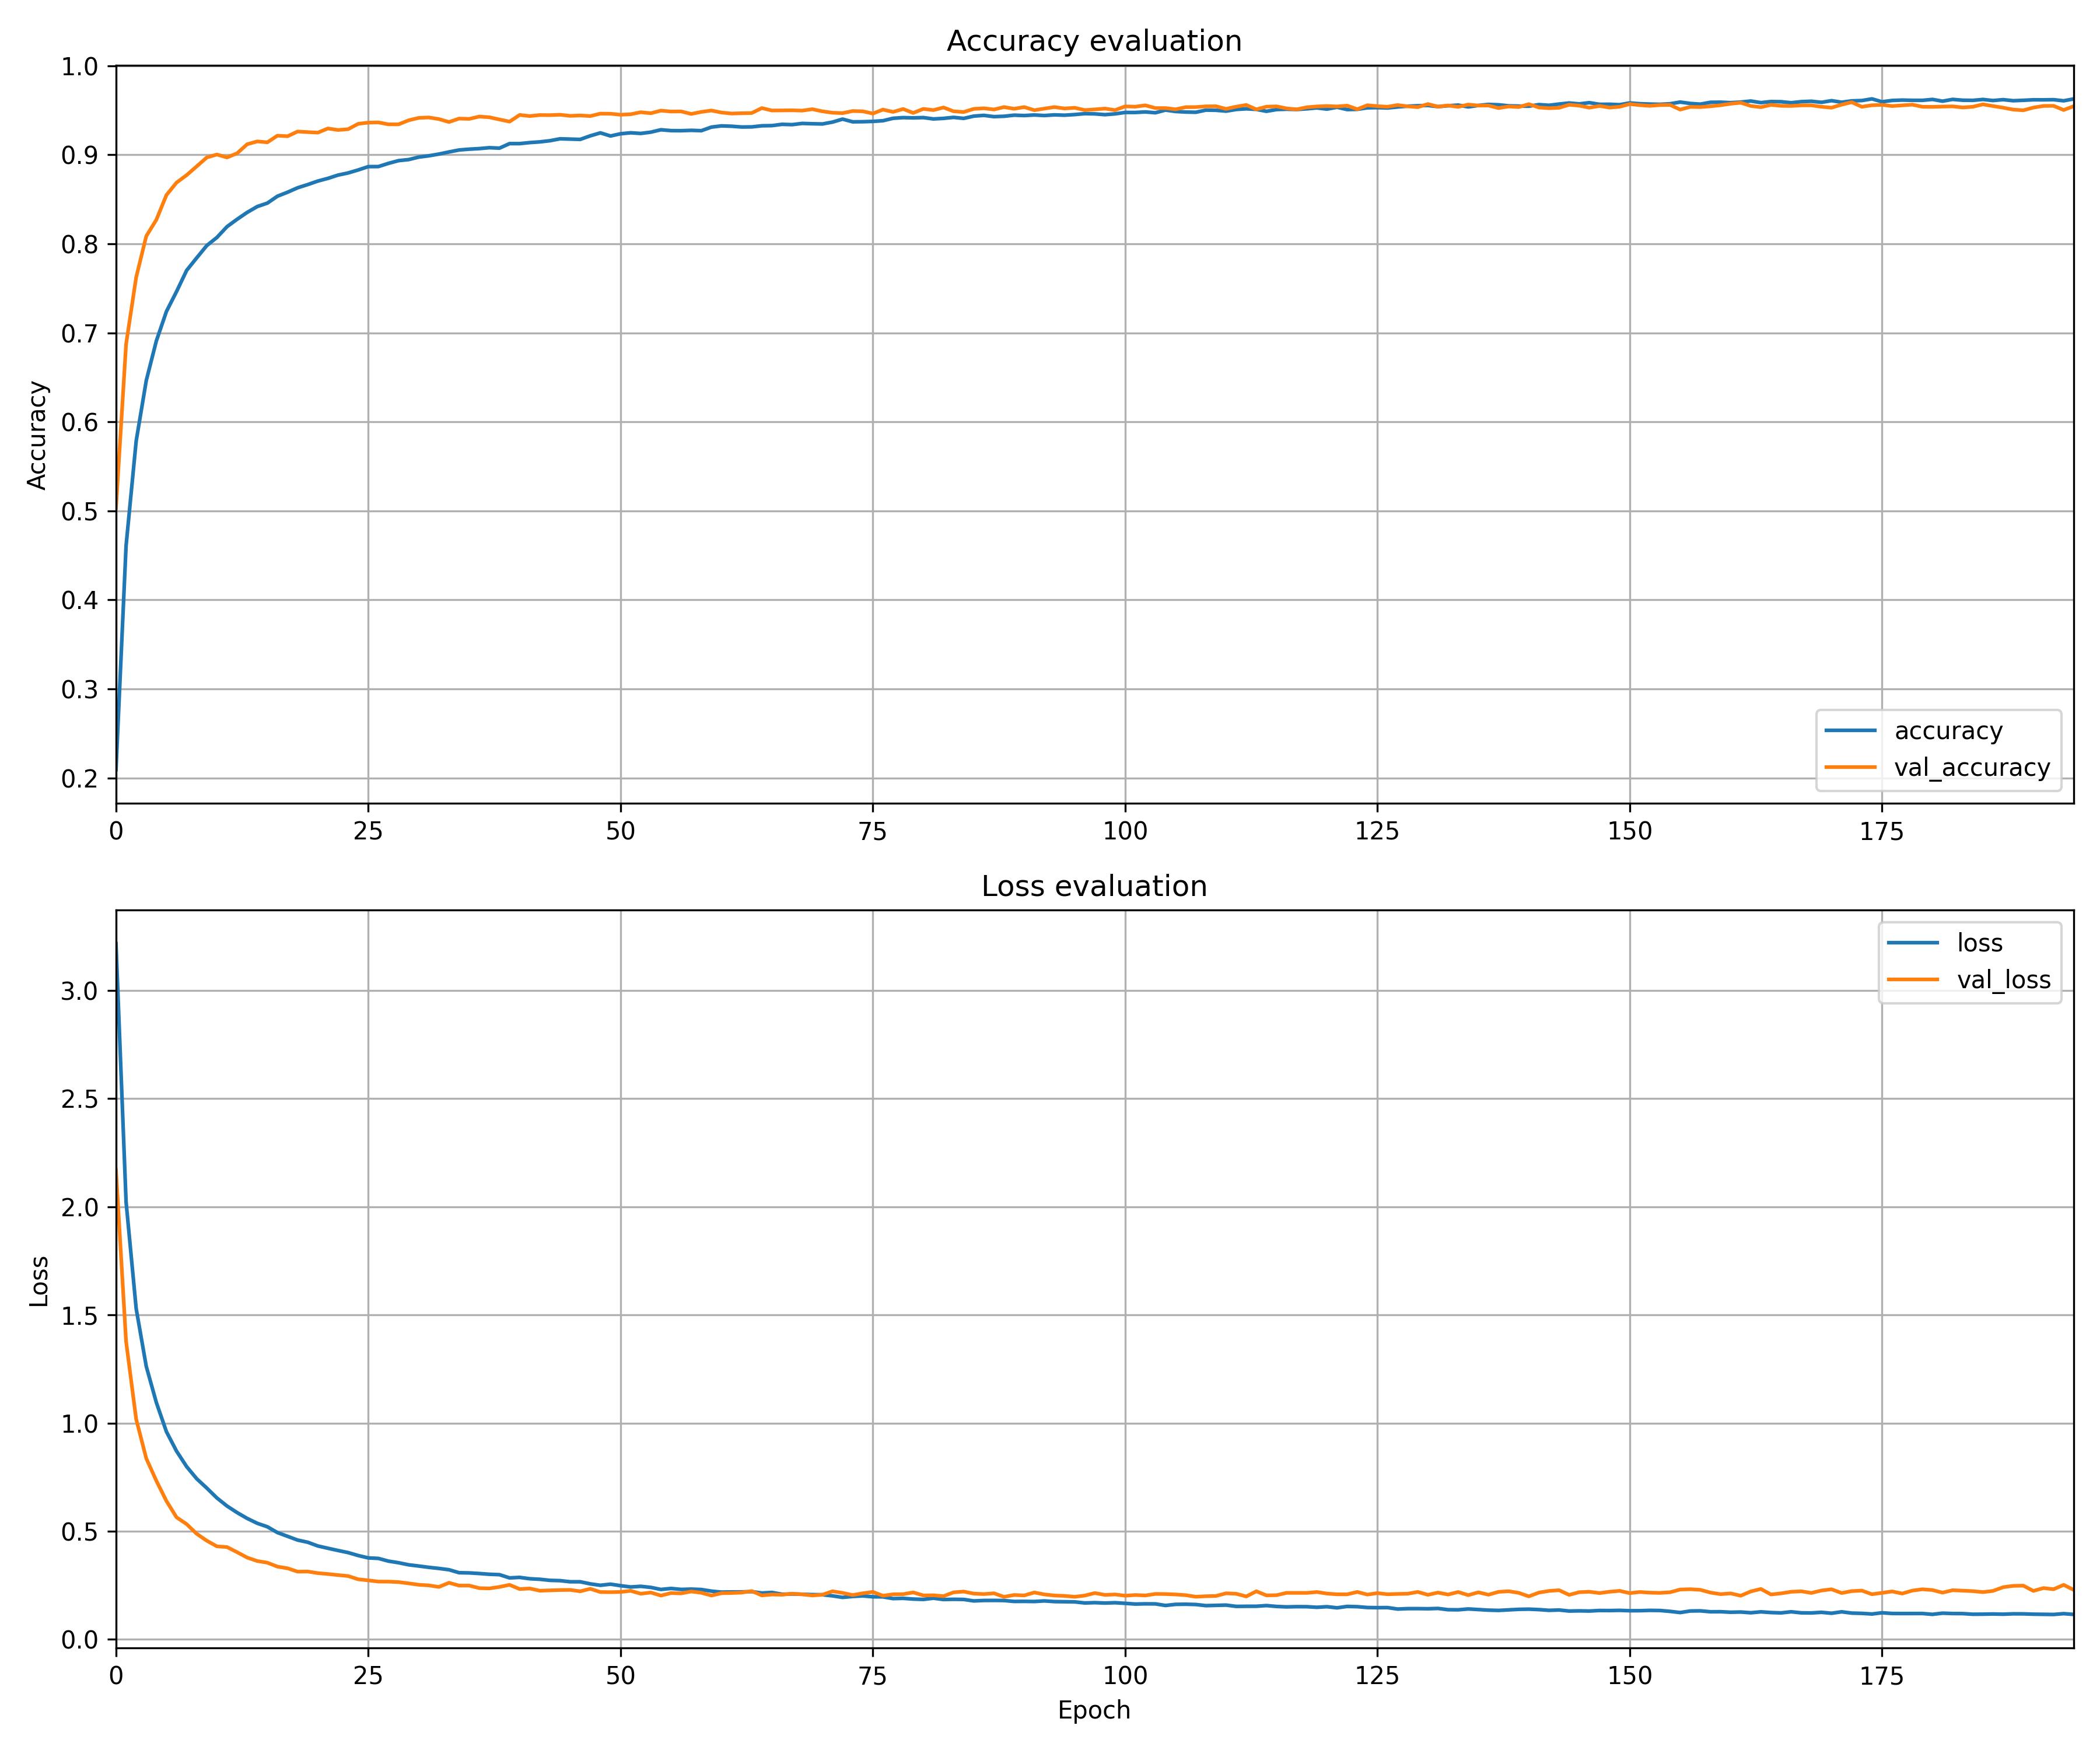 Accuracy evaluation
1.0
0.9
0.8
0.7
0.6
0.5
0.4
0.3
0.2
Accuracy
accuracy
val_accuracy
0 25 50 75 100 125 150 175
Loss evaluation
3.0
2.5
2.0
1.5
1.0
0.5
0.0
Loss
loss
val_loss
0 25 50 75 100 125 150 175
Epoch